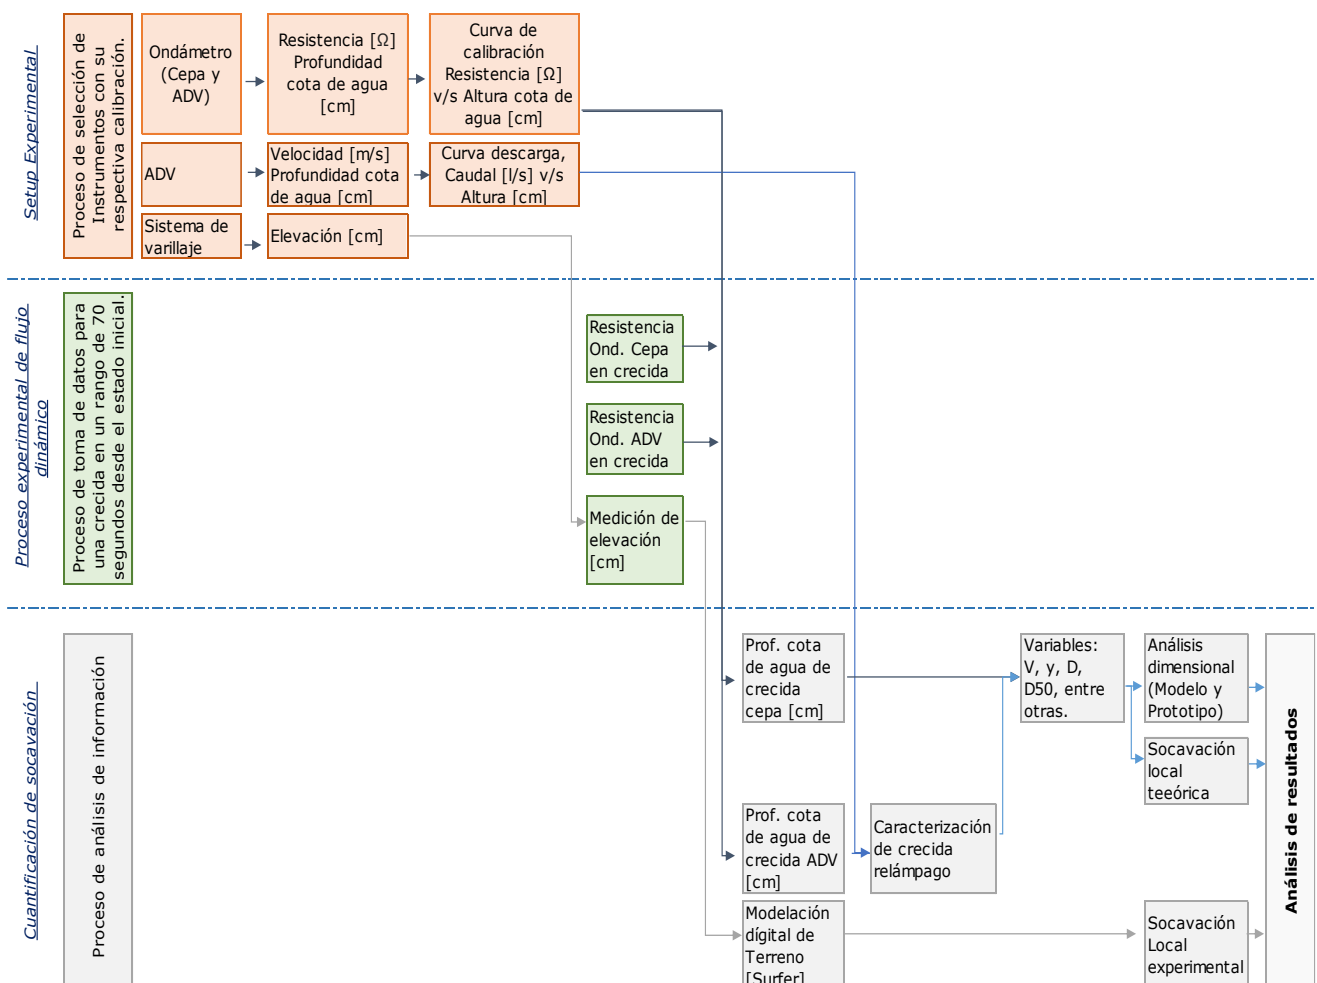 Setup Experimental
Proceso de selección de
Instrumentos con su
respectiva calibración.
Ondámetro
(Cepa y
ADV)
Resistencia [Ω]
Profundidad
cota de agua
[cm]
Curva de
calibración
Resistencia [Ω]
v/s Altura cota de
agua [cm]
ADV
Velocidad [m/s]
Profundidad cota
de agua [cm]
Curva descarga,
Caudal [l/s] v/s
Altura [cm]
Sistema de
varillaje
Elevación [cm]
Proceso experimental de flujo
dinámico
Proceso de toma de datos para
una crecida en un rango de 70
segundos desde el estado inicial.
Resistencia
Ond. Cepa
en crecida
Resistencia
Ond. ADV
en crecida
Medición de
elevación
[cm]
Cuantificación de socavación
Proceso de análisis de información
Prof. cota
de agua de
crecida
cepa [cm]
Variables:
V, y, D,
D50, entre
otras.
Análisis
dimensional
(Modelo y
Prototipo)
Socavación
local
teeórica
Prof. cota
de agua de
crecida ADV
[cm]
Caracterización
de crecida
relámpago
Modelación
dígital de
Terreno
[Surfer]
Socavación
Local
experimental
Análisis de resultados